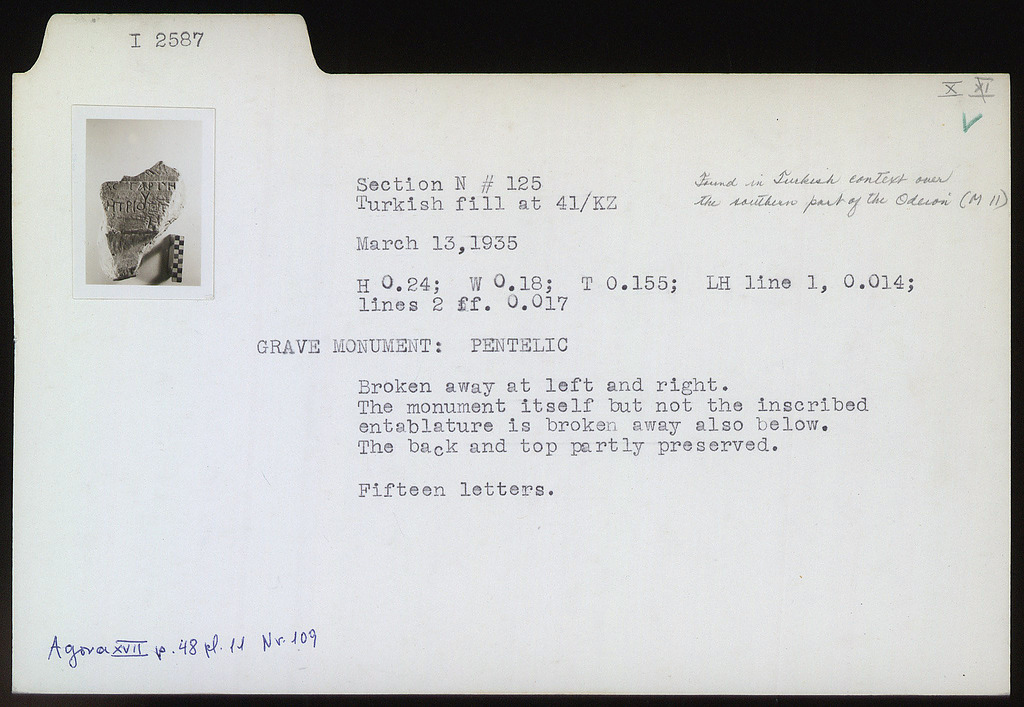 I 2587
X XI
Section N # 125
Turkish fill at 41/KZ
Found in Turkish context over
the southern part of the Odeion (M 11)
March 13,1935
H 0.24; W 0.18; T 0.155; LH line 1, 0.014;
lines 2 ff. 0.017
GRAVE MONUMENT: PENTELIC
Broken away at left and right.
The monument itself but not the inscribed
entablature is broken away also below.
The back and top partly preserved.
Fifteen letters.
Agora XVII p. 48 pl. 11 Nr. 109